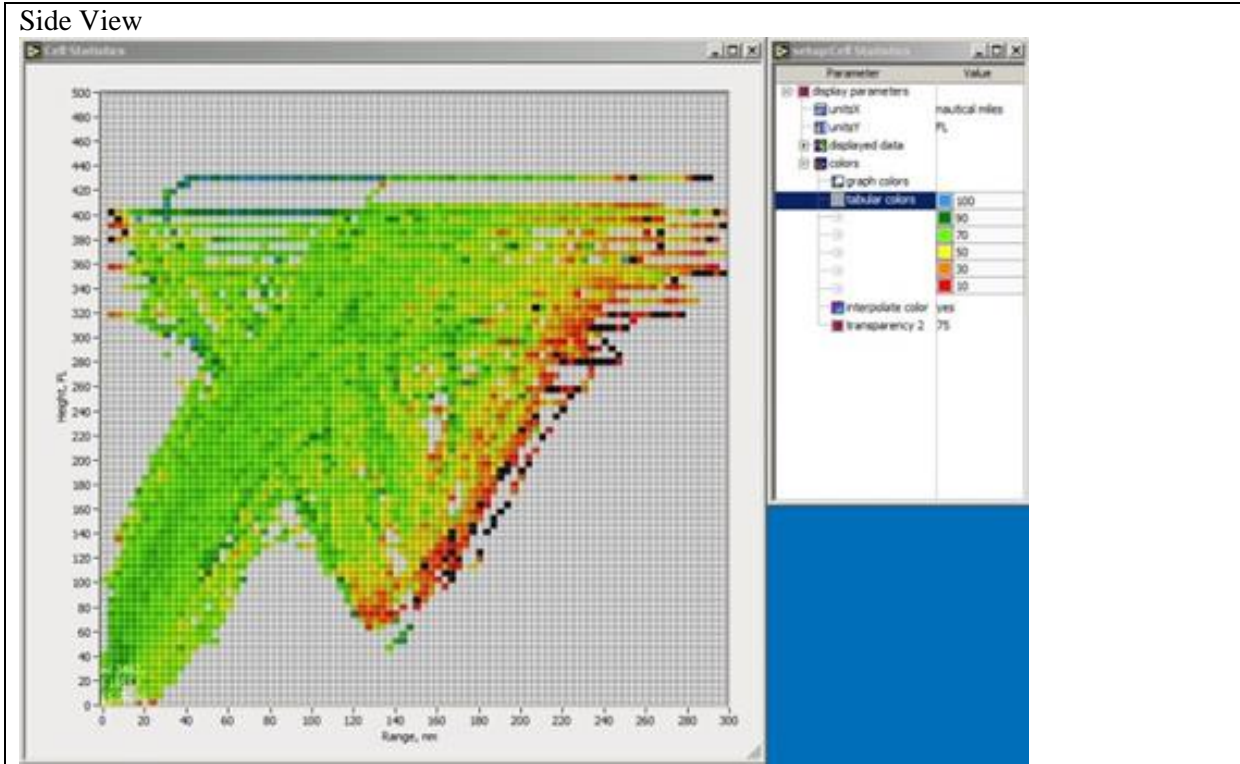 Side View
Cell Statistics
500
480
460
440
420
400
380
360
340
320
300
280
260
240
220
200
180
160
140
120
100
80
60
40
20
0
Height, FL
0 20 40 60 80 100 120 140 160 180 200 220 240 260 280 300
Range, nm
setup:Cell Statistics
Parameter Value
display parameters
unitsX nautical miles
unitsY FL
displayed data
colors
graph colors
tabular colors 100
90
70
50
30
10
interpolate color yes
transparency 2 75